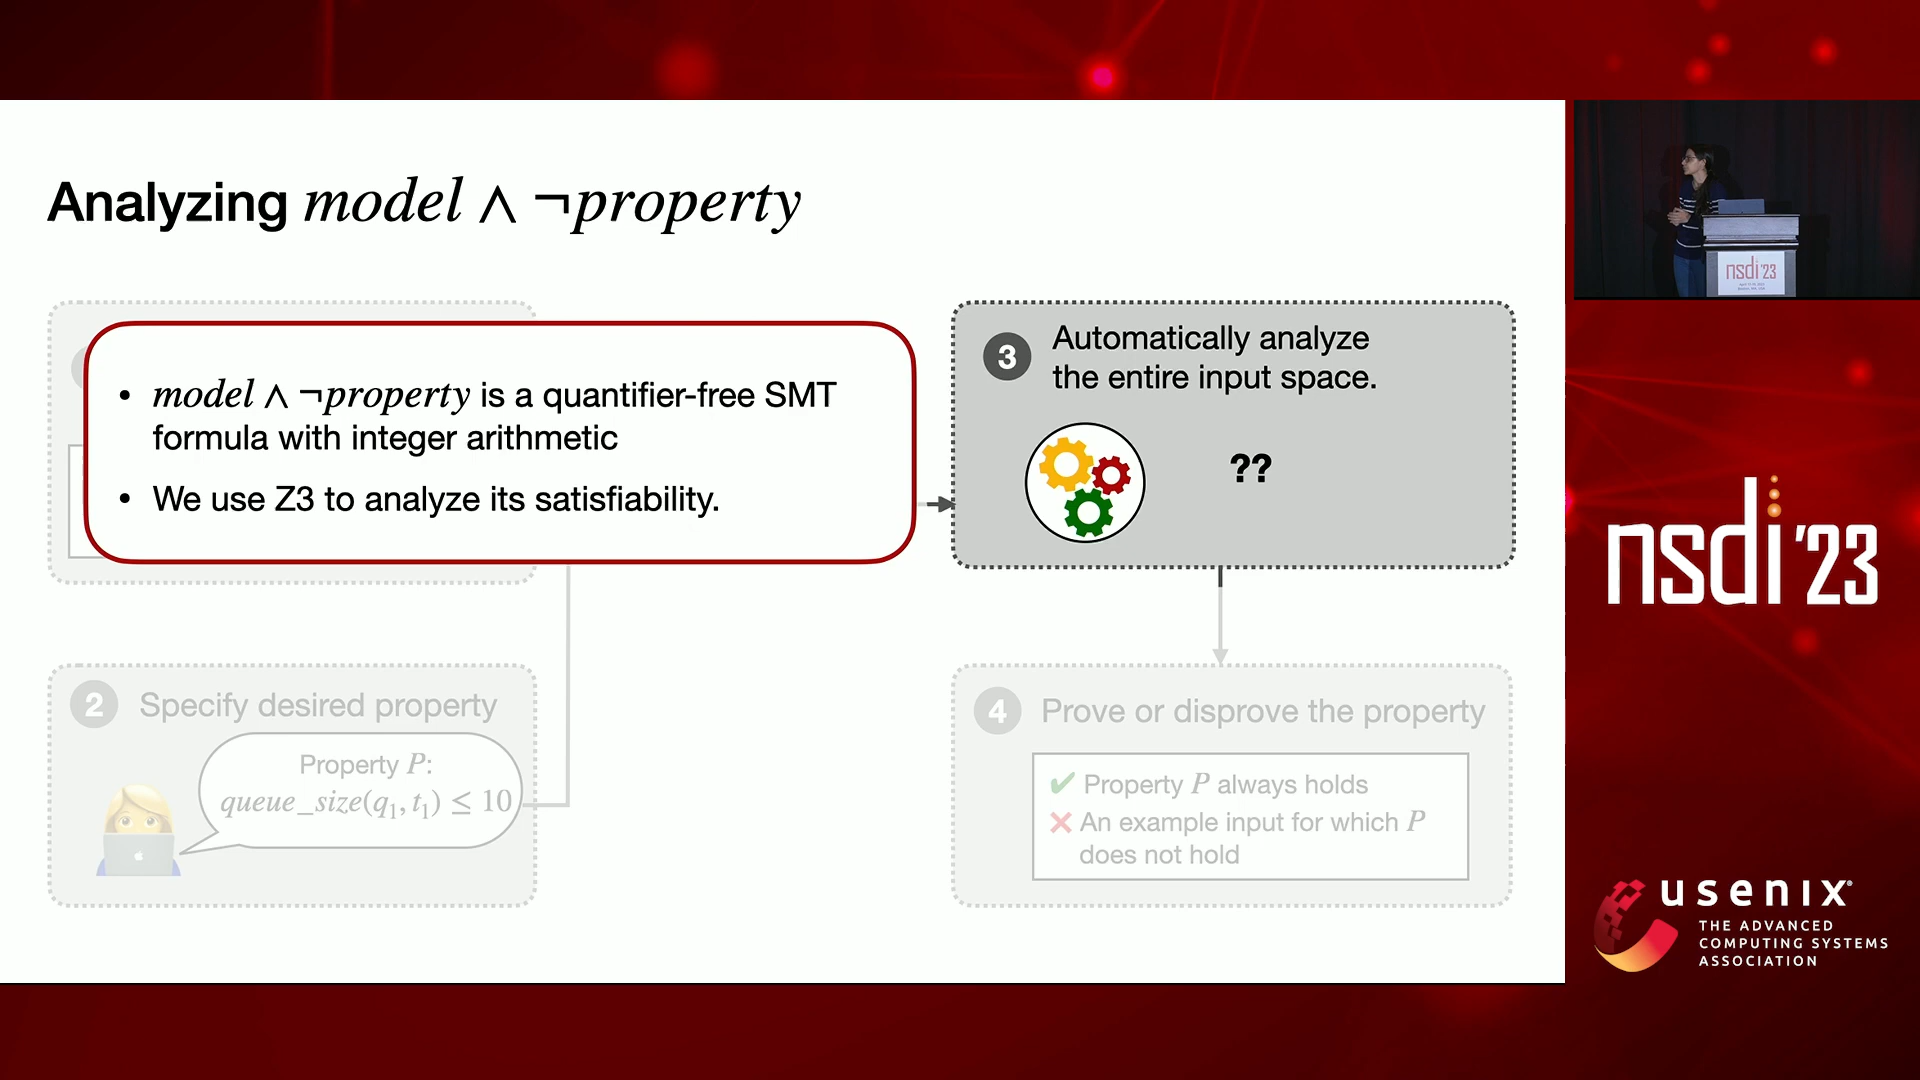 Analyzing model ∧ ¬property
• model ∧ ¬property is a quantifier-free SMT
formula with integer arithmetic
• We use Z3 to analyze its satisfiability.
3 Automatically analyze
the entire input space.
??
2 Specify desired property
Property P:
queue_size(q₁, t₁) ≤ 10
4 Prove or disprove the property
✔ Property P always holds
✕ An example input for which P
does not hold
nsdi '23
nsdi '23
usenix®
THE ADVANCED
COMPUTING SYSTEMS
ASSOCIATION